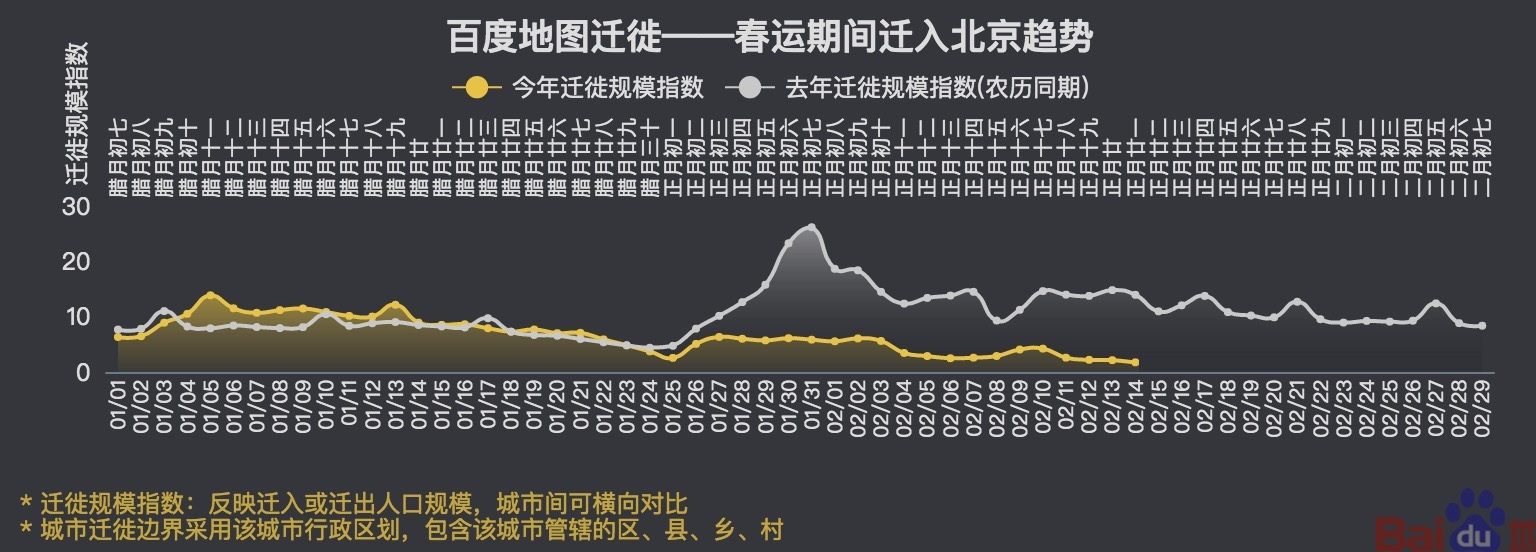 百度地图迁徙——春运期间迁入北京趋势
今年迁徙规模指数 去年迁徙规模指数(农历同期)
迁徙规模指数
腊月初七 腊月初八 腊月初九 腊月初十 腊月十一 腊月十二 腊月十三 腊月十四 腊月十五 腊月十六 腊月十七 腊月十八 腊月十九 腊月廿 腊月廿一 腊月廿二 腊月廿三 腊月廿四 腊月廿五 腊月廿六 腊月廿七 腊月廿八 腊月廿九 腊月三十 正月初一 正月初二 正月初三 正月初四 正月初五 正月初六 正月初七 正月初八 正月初九 正月初十 正月十一 正月十二 正月十三 正月十四 正月十五 正月十六 正月十七 正月十八 正月十九 正月廿 正月廿一 正月廿二 正月廿三 正月廿四 正月廿五 正月廿六 正月廿七 正月廿八 正月廿九 二月初一 二月初二 二月初三 二月初四 二月初五 二月初六 二月初七
30
20
10
0
01/01 01/02 01/03 01/04 01/05 01/06 01/07 01/08 01/09 01/10 01/11 01/12 01/13 01/14 01/15 01/16 01/17 01/18 01/19 01/20 01/21 01/22 01/23 01/24 01/25 01/26 01/27 01/28 01/29 01/30 01/31 02/01 02/02 02/03 02/04 02/05 02/06 02/07 02/08 02/09 02/10 02/11 02/12 02/13 02/14 02/15 02/16 02/17 02/18 02/19 02/20 02/21 02/22 02/23 02/24 02/25 02/26 02/27 02/28 02/29
* 迁徙规模指数：反映迁入或迁出人口规模，城市间可横向对比
* 城市迁徙边界采用该城市行政区划，包含该城市管辖的区、县、乡、村
Bai du